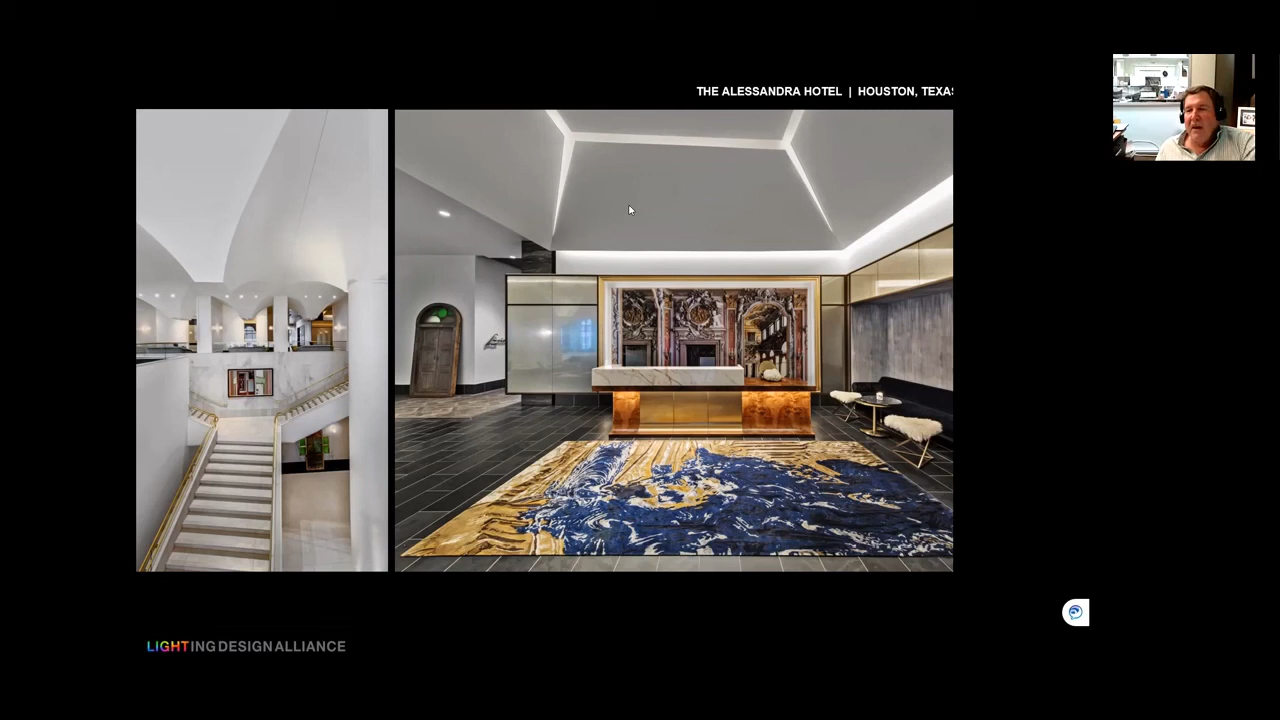 THE ALESSANDRA HOTEL | HOUSTON, TEXAS
LIGHTING DESIGN ALLIANCE